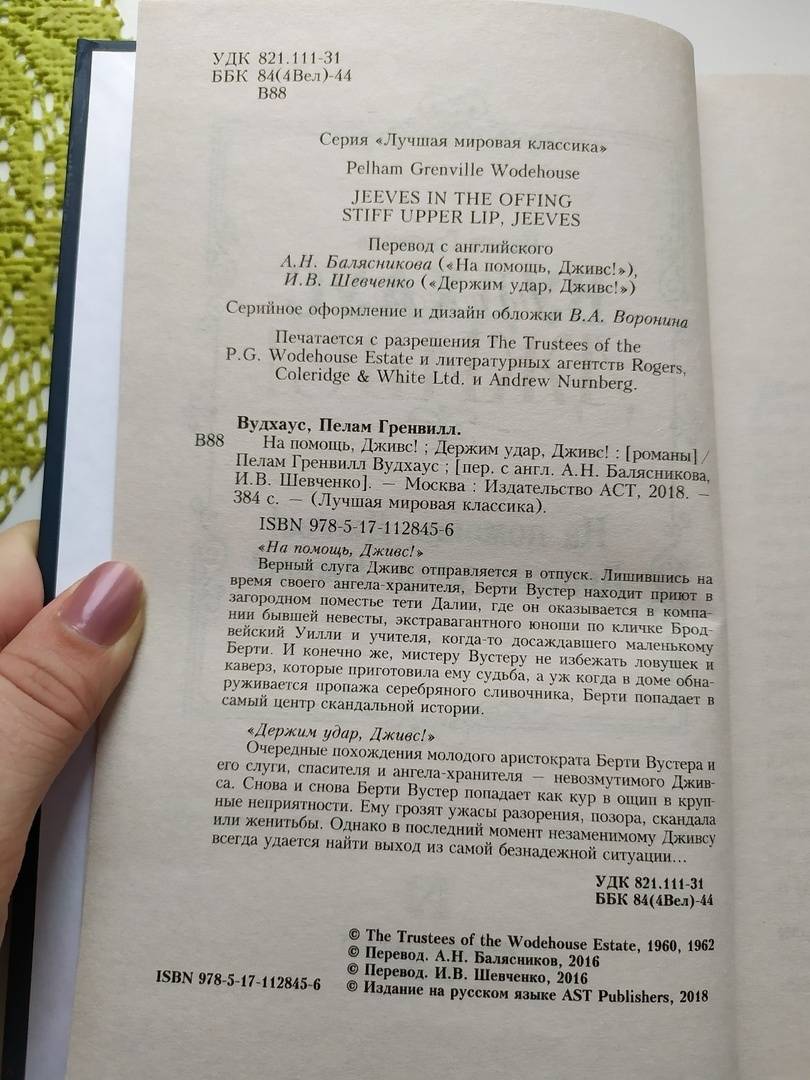 УДК 821.111-31
ББК 84(4Вел)-44
В88
Серия «Лучшая мировая классика»
Pelham Grenville Wodehouse
JEEVES IN THE OFFING
STIFF UPPER LIP, JEEVES
Перевод с английского
А.Н. Балясникова («На помощь, Дживс!»),
И.В. Шевченко («Держим удар, Дживс!»)
Серийное оформление и дизайн обложки В.А. Воронина
Печатается с разрешения The Trustees of the
P.G. Wodehouse Estate и литературных агентств Rogers,
Coleridge & White Ltd. и Andrew Nurnberg.
Вудхаус, Пелам Гренвилл.
В88 На помощь, Дживс! ; Держим удар, Дживс! : [романы] /
Пелам Гренвилл Вудхаус ; [пер. с англ. А.Н. Балясникова,
И.В. Шевченко]. — Москва : Издательство АСТ, 2018. —
384 с. — (Лучшая мировая классика).
ISBN 978-5-17-112845-6
«На помощь, Дживс!»
Верный слуга Дживс отправляется в отпуск. Лишившись на
время своего ангела-хранителя, Берти Вустер находит приют в
загородном поместье тети Далии, где он оказывается в компа-
нии бывшей невесты, экстравагантного юноши по кличке Брод-
вейский Уилли и учителя, когда-то досаждавшего маленькому
Берти. И конечно же, мистеру Вустеру не избежать ловушек и
каверз, которые приготовила ему судьба, а уж когда в доме обна-
руживается пропажа серебряного сливочника, Берти попадает в
самый центр скандальной истории.
«Держим удар, Дживс!»
Очередные похождения молодого аристократа Берти Вустера и
его слуги, спасителя и ангела-хранителя — невозмутимого Джив-
са. Снова и снова Берти Вустер попадает как кур в ощип в круп-
ные неприятности. Ему грозят ужасы разорения, позора, скандала
или женитьбы. Однако в последний момент незаменимому Дживсу
всегда удается найти выход из самой безнадежной ситуации...
УДК 821.111-31
ББК 84(4Вел)-44
© The Trustees of the Wodehouse Estate, 1960, 1962
© Перевод. А.Н. Балясников, 2016
© Перевод. И.В. Шевченко, 2016
ISBN 978-5-17-112845-6 © Издание на русском языке AST Publishers, 2018